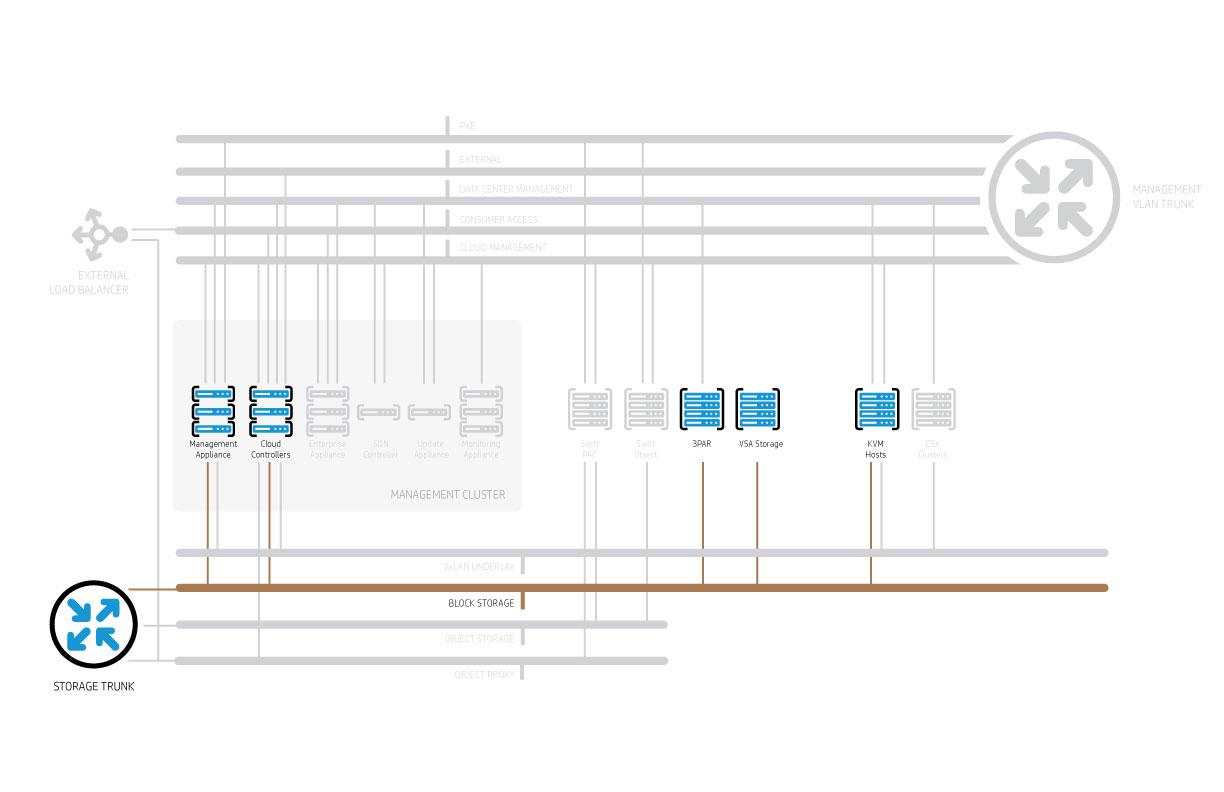 PXE
EXTERNAL
DATA CENTER MANAGEMENT
CONSUMER ACCESS
CLOUD MANAGEMENT
MANAGEMENT
VLAN TRUNK
EXTERNAL
LOAD BALANCER
Management
Appliance
Cloud
Controllers
Enterprise
Appliance
SDN
Controller
Update
Appliance
Monitoring
Appliance
Swift
PAC
Swift
Object
3PAR
VSA Storage
KVM
Hosts
ESX
Clusters
MANAGEMENT CLUSTER
VxLAN UNDERLAY
BLOCK STORAGE
OBJECT STORAGE
OBJECT PROXY
STORAGE TRUNK